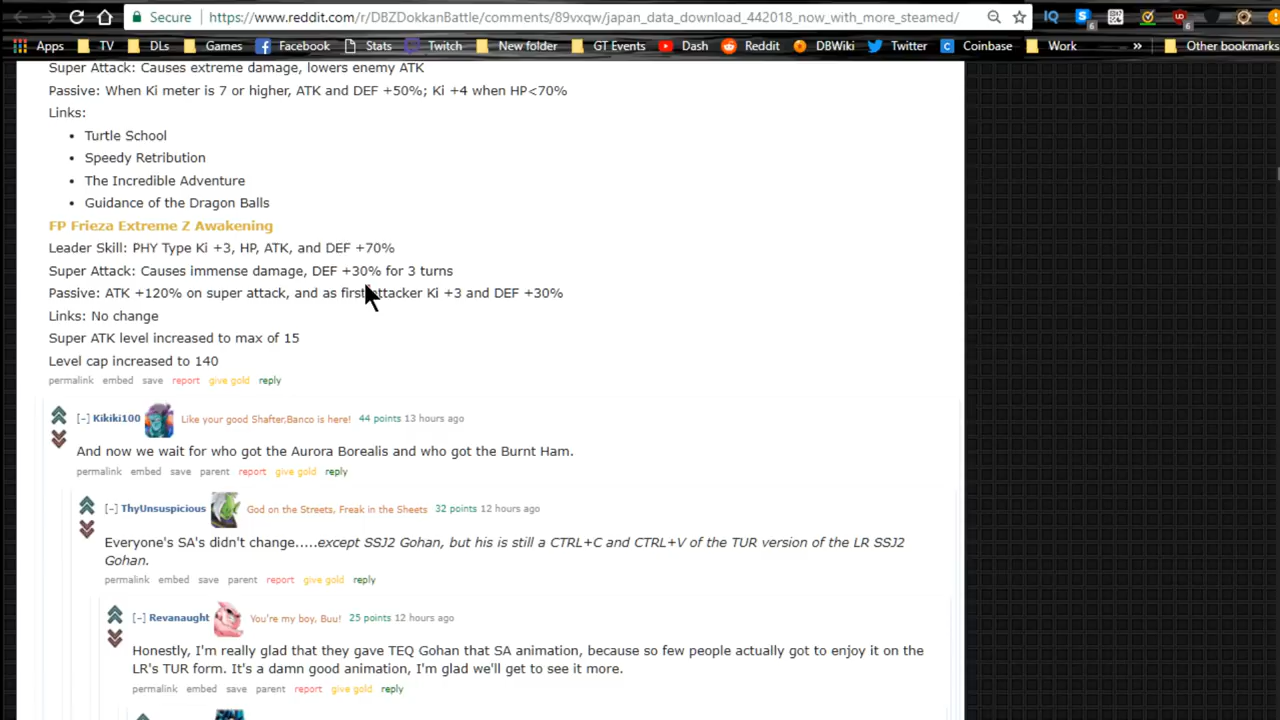 Secure https://www.reddit.com/r/DBZDokkanBattle/comments/89vxqw/japan_data_download_442018_now_with_more_steamed/
Apps TV DLs Games Facebook Stats Twitch New folder GT Events Dash Reddit DBWiki Twitter Coinbase Work » Other bookmarks
Super Attack: Causes extreme damage, lowers enemy ATK
Passive: When Ki meter is 7 or higher, ATK and DEF +50%; Ki +4 when HP<70%
Links:
• Turtle School
• Speedy Retribution
• The Incredible Adventure
• Guidance of the Dragon Balls
FP Frieza Extreme Z Awakening
Leader Skill: PHY Type Ki +3, HP, ATK, and DEF +70%
Super Attack: Causes immense damage, DEF +30% for 3 turns
Passive: ATK +120% on super attack, and as first attacker Ki +3 and DEF +30%
Links: No change
Super ATK level increased to max of 15
Level cap increased to 140
permalink embed save report give gold reply
[-] Kikiki100 Like your good Shafter,Banco is here! 44 points 13 hours ago
And now we wait for who got the Aurora Borealis and who got the Burnt Ham.
permalink embed save parent report give gold reply
[-] ThyUnsuspicious God on the Streets, Freak in the Sheets 32 points 12 hours ago
Everyone's SA's didn't change.....except SSJ2 Gohan, but his is still a CTRL+C and CTRL+V of the TUR version of the LR SSJ2
Gohan.
permalink embed save parent report give gold reply
[-] Revanaught You're my boy, Buu! 25 points 12 hours ago
Honestly, I'm really glad that they gave TEQ Gohan that SA animation, because so few people actually got to enjoy it on the
LR's TUR form. It's a damn good animation, I'm glad we'll get to see it more.
permalink embed save parent report give gold reply